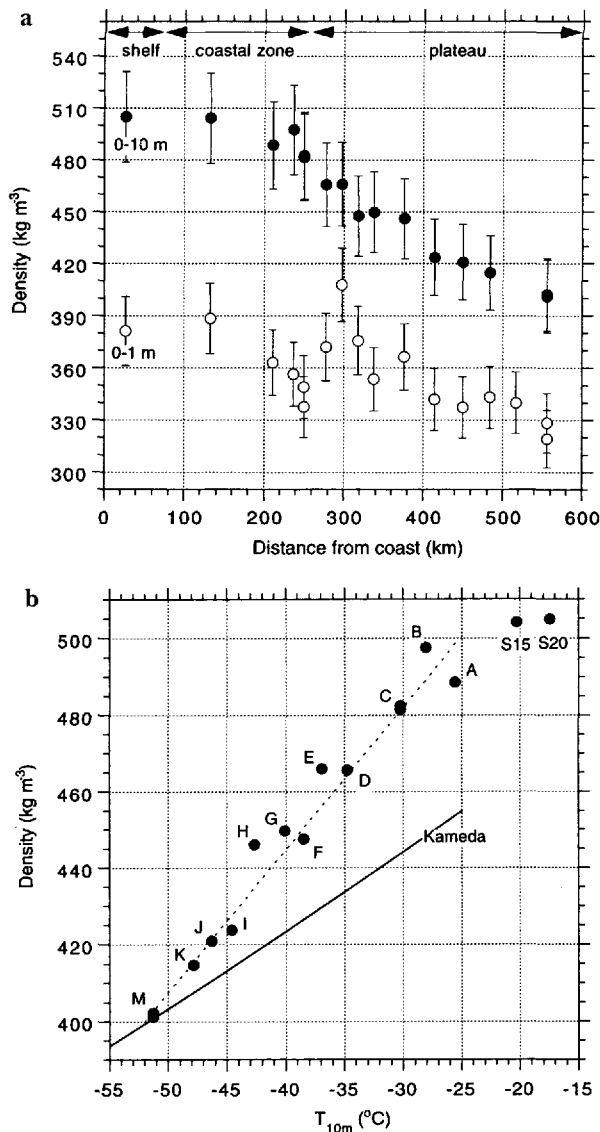 a
shelf coastal zone plateau
540
510
480
450
420
390
360
330
300
Density (kg m-3)
0-10 m
0-1 m
0 100 200 300 400 500 600
Distance from coast (km)
b
500
480
460
440
420
400
Density (kg m-3)
B
S15 S20
A
C
E
D
G
H
F
Kameda
J I
K
M
-55 -50 -45 -40 -35 -30 -25 -20 -15
T10m (oC)